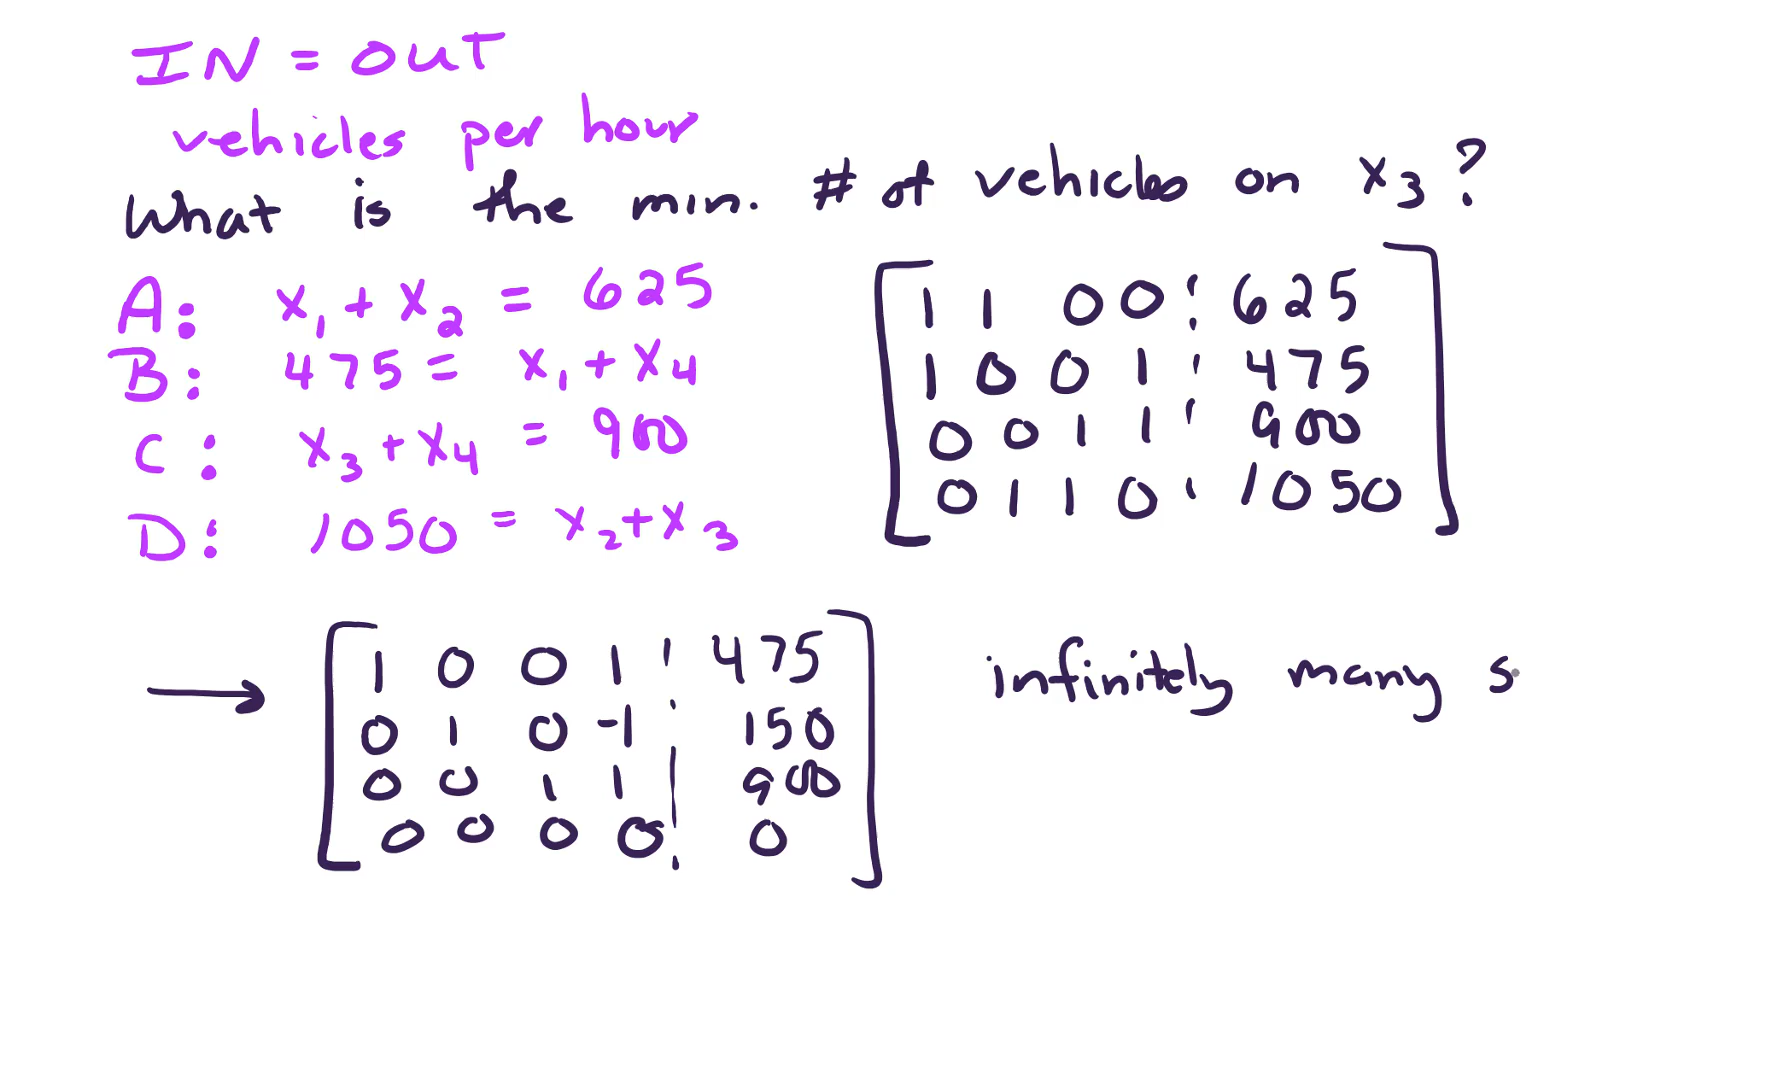 IN = OUT
vehicles per hour
What is the min. # of vehicles on x₃?
A: x₁ + x₂ = 625
B: 475 = x₁ + x₄
C: x₃ + x₄ = 900
D: 1050 = x₂ + x₃
1 1 0 0 ¦ 625
1 0 0 1 ¦ 475
0 0 1 1 ¦ 900
0 1 1 0 ¦ 1050
→
1 0 0 1 ¦ 475
0 1 0 -1 ¦ 150
0 0 1 1 ¦ 900
0 0 0 0 ¦ 0
infinitely many s